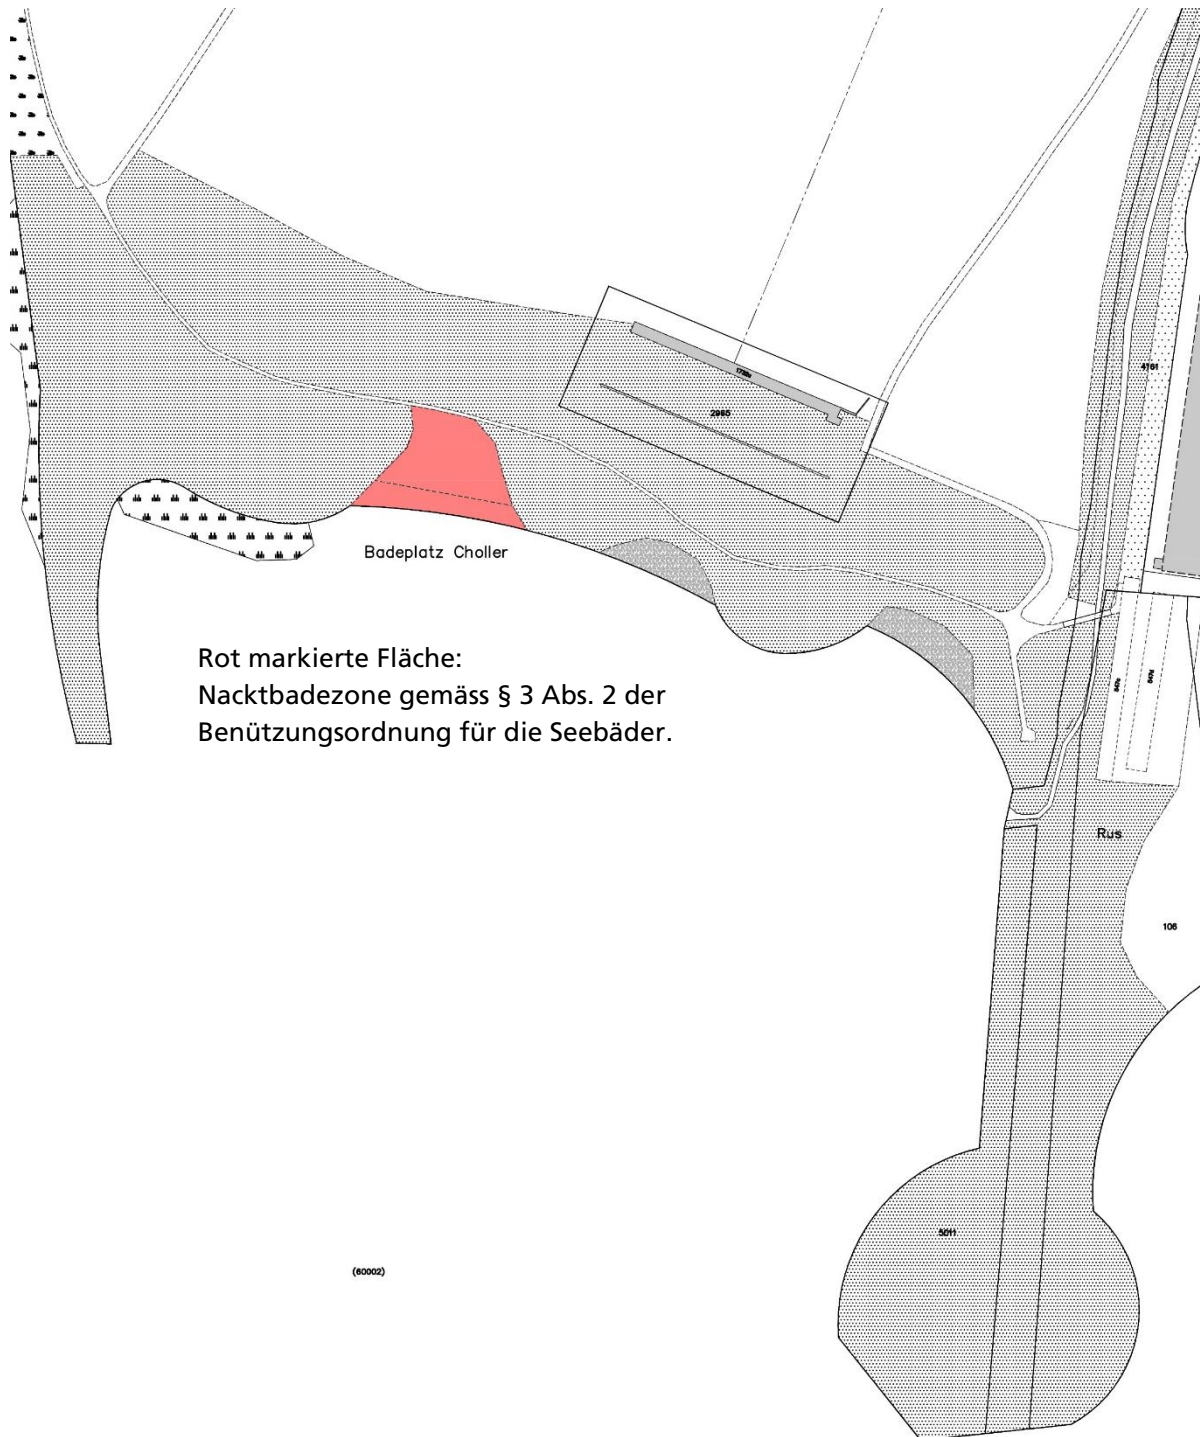 2985
4161
Badeplatz Choller
Rot markierte Fläche:
Nacktbadezone gemäss § 3 Abs. 2 der
Benützungsordnung für die Seebäder.
Rus
106
5011
(60002)